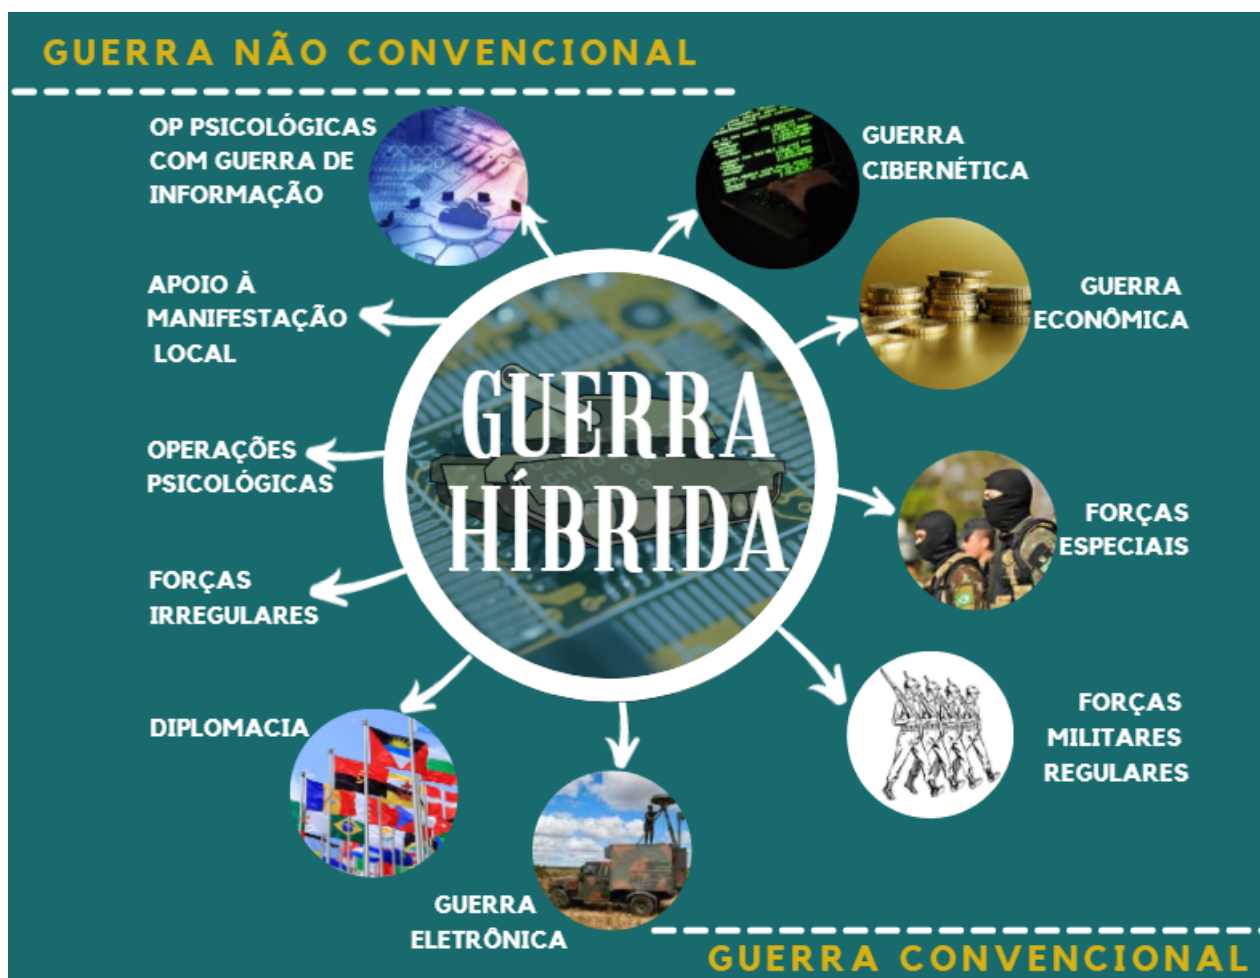 GUERRA NÃO CONVENCIONAL
OP PSICOLÓGICAS
COM GUERRA DE
INFORMAÇÃO
GUERRA
CIBERNÉTICA
APOIO À
MANIFESTAÇÃO
LOCAL
GUERRA
ECONÔMICA
GUERRA
HÍBRIDA
OPERAÇÕES
PSICOLÓGICAS
FORÇAS
ESPECIAIS
FORÇAS
IRREGULARES
DIPLOMACIA
FORÇAS
MILITARES
REGULARES
GUERRA
ELETRÔNICA
GUERRA CONVENCIONAL